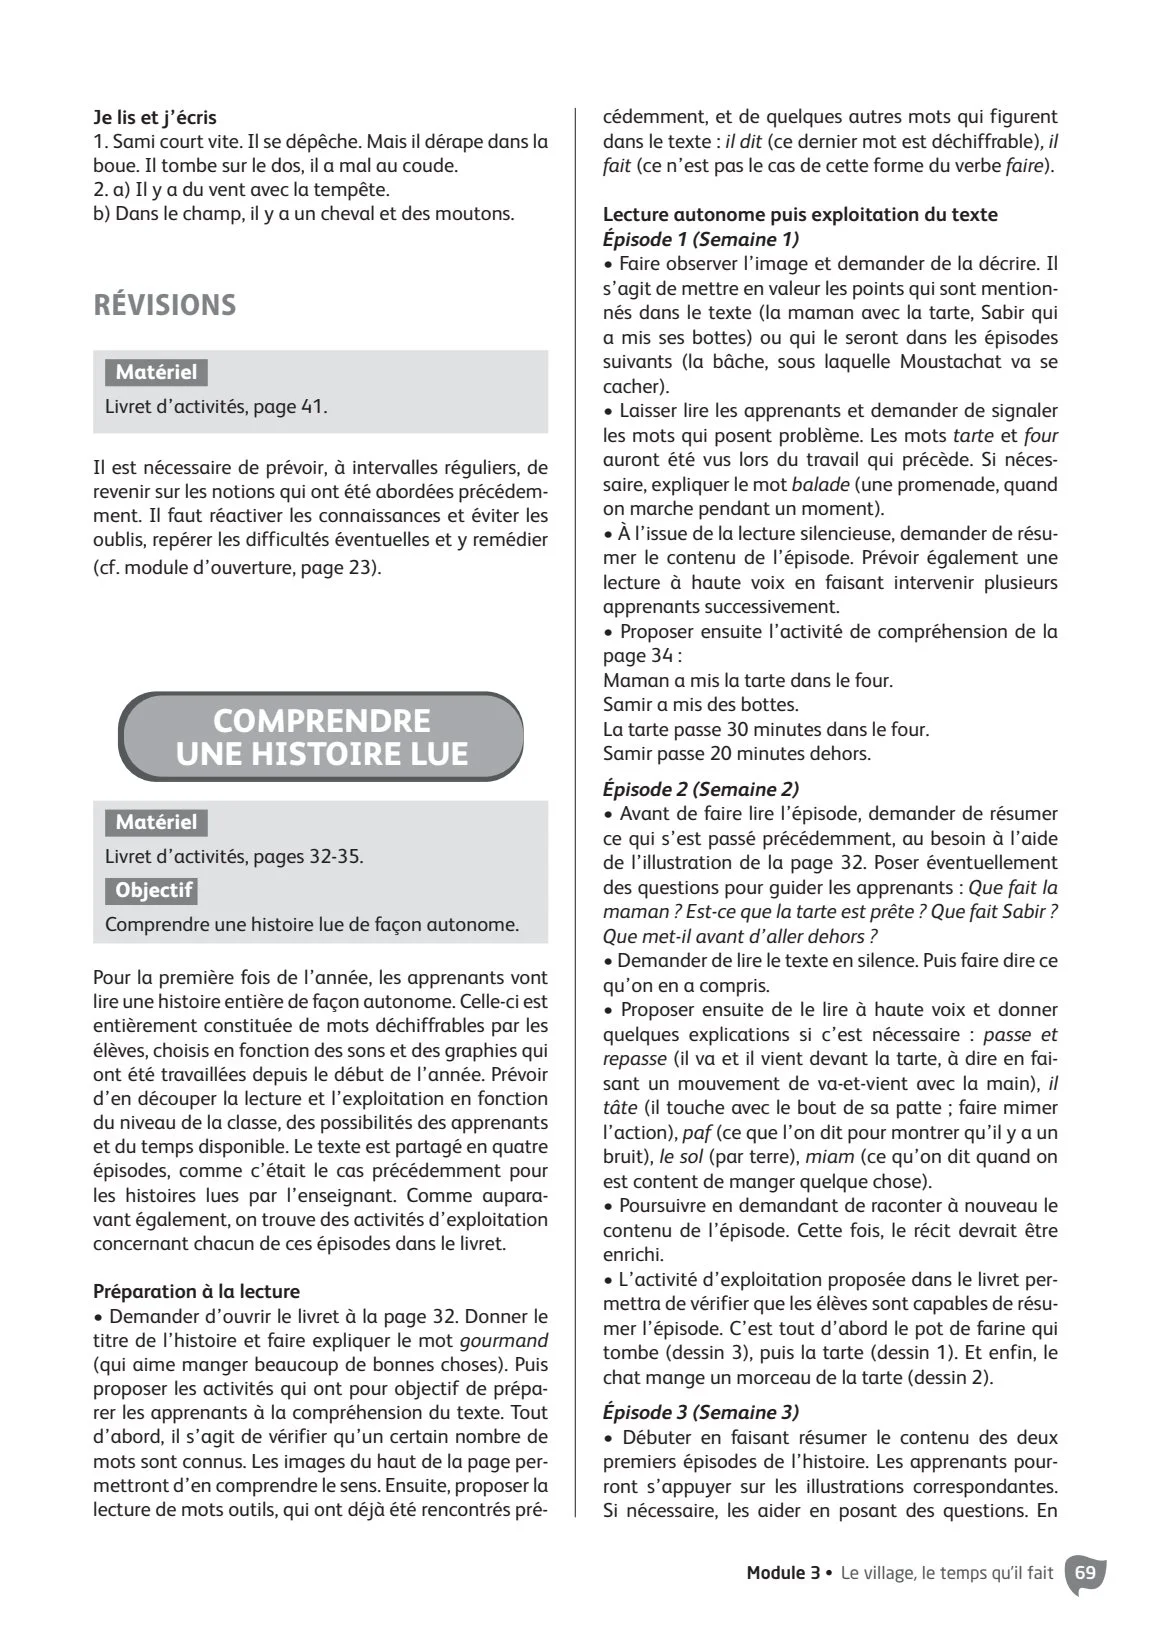 Je lis et j’écris
1. Sami court vite. Il se dépêche. Mais il dérape dans la
boue. Il tombe sur le dos, il a mal au coude.
2. a) Il y a du vent avec la tempête.
b) Dans le champ, il y a un cheval et des moutons.
RÉVISIONS
Matériel
Livret d’activités, page 41.
Il est nécessaire de prévoir, à intervalles réguliers, de
revenir sur les notions qui ont été abordées précédem-
ment. Il faut réactiver les connaissances et éviter les
oublis, repérer les difficultés éventuelles et y remédier
(cf. module d’ouverture, page 23).
COMPRENDRE
UNE HISTOIRE LUE
Matériel
Livret d’activités, pages 32-35.
Objectif
Comprendre une histoire lue de façon autonome.
Pour la première fois de l’année, les apprenants vont
lire une histoire entière de façon autonome. Celle-ci est
entièrement constituée de mots déchiffrables par les
élèves, choisis en fonction des sons et des graphies qui
ont été travaillées depuis le début de l’année. Prévoir
d’en découper la lecture et l’exploitation en fonction
du niveau de la classe, des possibilités des apprenants
et du temps disponible. Le texte est partagé en quatre
épisodes, comme c’était le cas précédemment pour
les histoires lues par l’enseignant. Comme aupara-
vant également, on trouve des activités d’exploitation
concernant chacun de ces épisodes dans le livret.
Préparation à la lecture
• Demander d’ouvrir le livret à la page 32. Donner le
titre de l’histoire et faire expliquer le mot gourmand
(qui aime manger beaucoup de bonnes choses). Puis
proposer les activités qui ont pour objectif de prépa-
rer les apprenants à la compréhension du texte. Tout
d’abord, il s’agit de vérifier qu’un certain nombre de
mots sont connus. Les images du haut de la page per-
mettront d’en comprendre le sens. Ensuite, proposer la
lecture de mots outils, qui ont déjà été rencontrés pré-
cédemment, et de quelques autres mots qui figurent
dans le texte : il dit (ce dernier mot est déchiffrable), il
fait (ce n’est pas le cas de cette forme du verbe faire).
Lecture autonome puis exploitation du texte
Épisode 1 (Semaine 1)
• Faire observer l’image et demander de la décrire. Il
s’agit de mettre en valeur les points qui sont mention-
nés dans le texte (la maman avec la tarte, Sabir qui
a mis ses bottes) ou qui le seront dans les épisodes
suivants (la bâche, sous laquelle Moustachat va se
cacher).
• Laisser lire les apprenants et demander de signaler
les mots qui posent problème. Les mots tarte et four
auront été vus lors du travail qui précède. Si néces-
saire, expliquer le mot balade (une promenade, quand
on marche pendant un moment).
• À l’issue de la lecture silencieuse, demander de résu-
mer le contenu de l’épisode. Prévoir également une
lecture à haute voix en faisant intervenir plusieurs
apprenants successivement.
• Proposer ensuite l’activité de compréhension de la
page 34 :
Maman a mis la tarte dans le four.
Samir a mis des bottes.
La tarte passe 30 minutes dans le four.
Samir passe 20 minutes dehors.
Épisode 2 (Semaine 2)
• Avant de faire lire l’épisode, demander de résumer
ce qui s’est passé précédemment, au besoin à l’aide
de l’illustration de la page 32. Poser éventuellement
des questions pour guider les apprenants : Que fait la
maman ? Est-ce que la tarte est prête ? Que fait Sabir ?
Que met-il avant d’aller dehors ?
• Demander de lire le texte en silence. Puis faire dire ce
qu’on en a compris.
• Proposer ensuite de le lire à haute voix et donner
quelques explications si c’est nécessaire : passe et
repasse (il va et il vient devant la tarte, à dire en fai-
sant un mouvement de va-et-vient avec la main), il
tâte (il touche avec le bout de sa patte ; faire mimer
l’action), paf (ce que l’on dit pour montrer qu’il y a un
bruit), le sol (par terre), miam (ce qu’on dit quand on
est content de manger quelque chose).
• Poursuivre en demandant de raconter à nouveau le
contenu de l’épisode. Cette fois, le récit devrait être
enrichi.
• L’activité d’exploitation proposée dans le livret per-
mettra de vérifier que les élèves sont capables de résu-
mer l’épisode. C’est tout d’abord le pot de farine qui
tombe (dessin 3), puis la tarte (dessin 1). Et enfin, le
chat mange un morceau de la tarte (dessin 2).
Épisode 3 (Semaine 3)
• Débuter en faisant résumer le contenu des deux
premiers épisodes de l’histoire. Les apprenants pour-
ront s’appuyer sur les illustrations correspondantes.
Si nécessaire, les aider en posant des questions. En
Module 3 • Le village, le temps qu’il fait 69